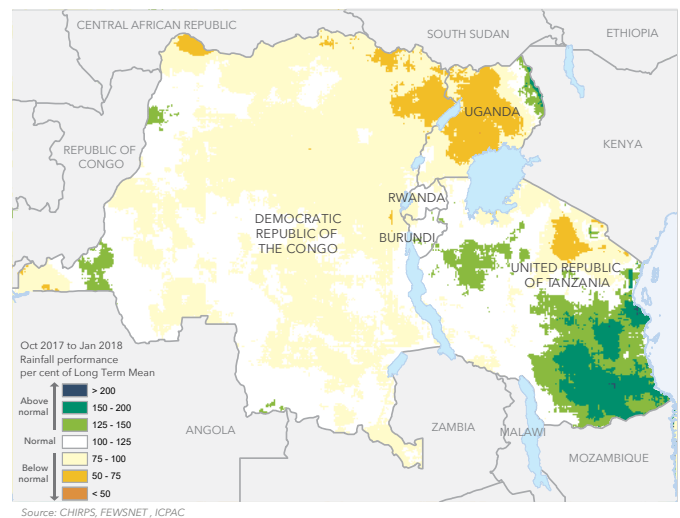 CENTRAL AFRICAN REPUBLIC
SOUTH SUDAN
ETHIOPIA
UGANDA
KENYA
REPUBLIC OF
CONGO
RWANDA
DEMOCRATIC
REPUBLIC OF
THE CONGO
BURUNDI
UNITED REPUBLIC
OF TANZANIA
ANGOLA
ZAMBIA
MALAWI
MOZAMBIQUE
Oct 2017 to Jan 2018
Rainfall performance
per cent of Long Term Mean
Above
normal
Normal
Below
normal
> 200
150 - 200
125 - 150
100 - 125
75 - 100
50 - 75
< 50
Source: CHIRPS, FEWSNET , ICPAC